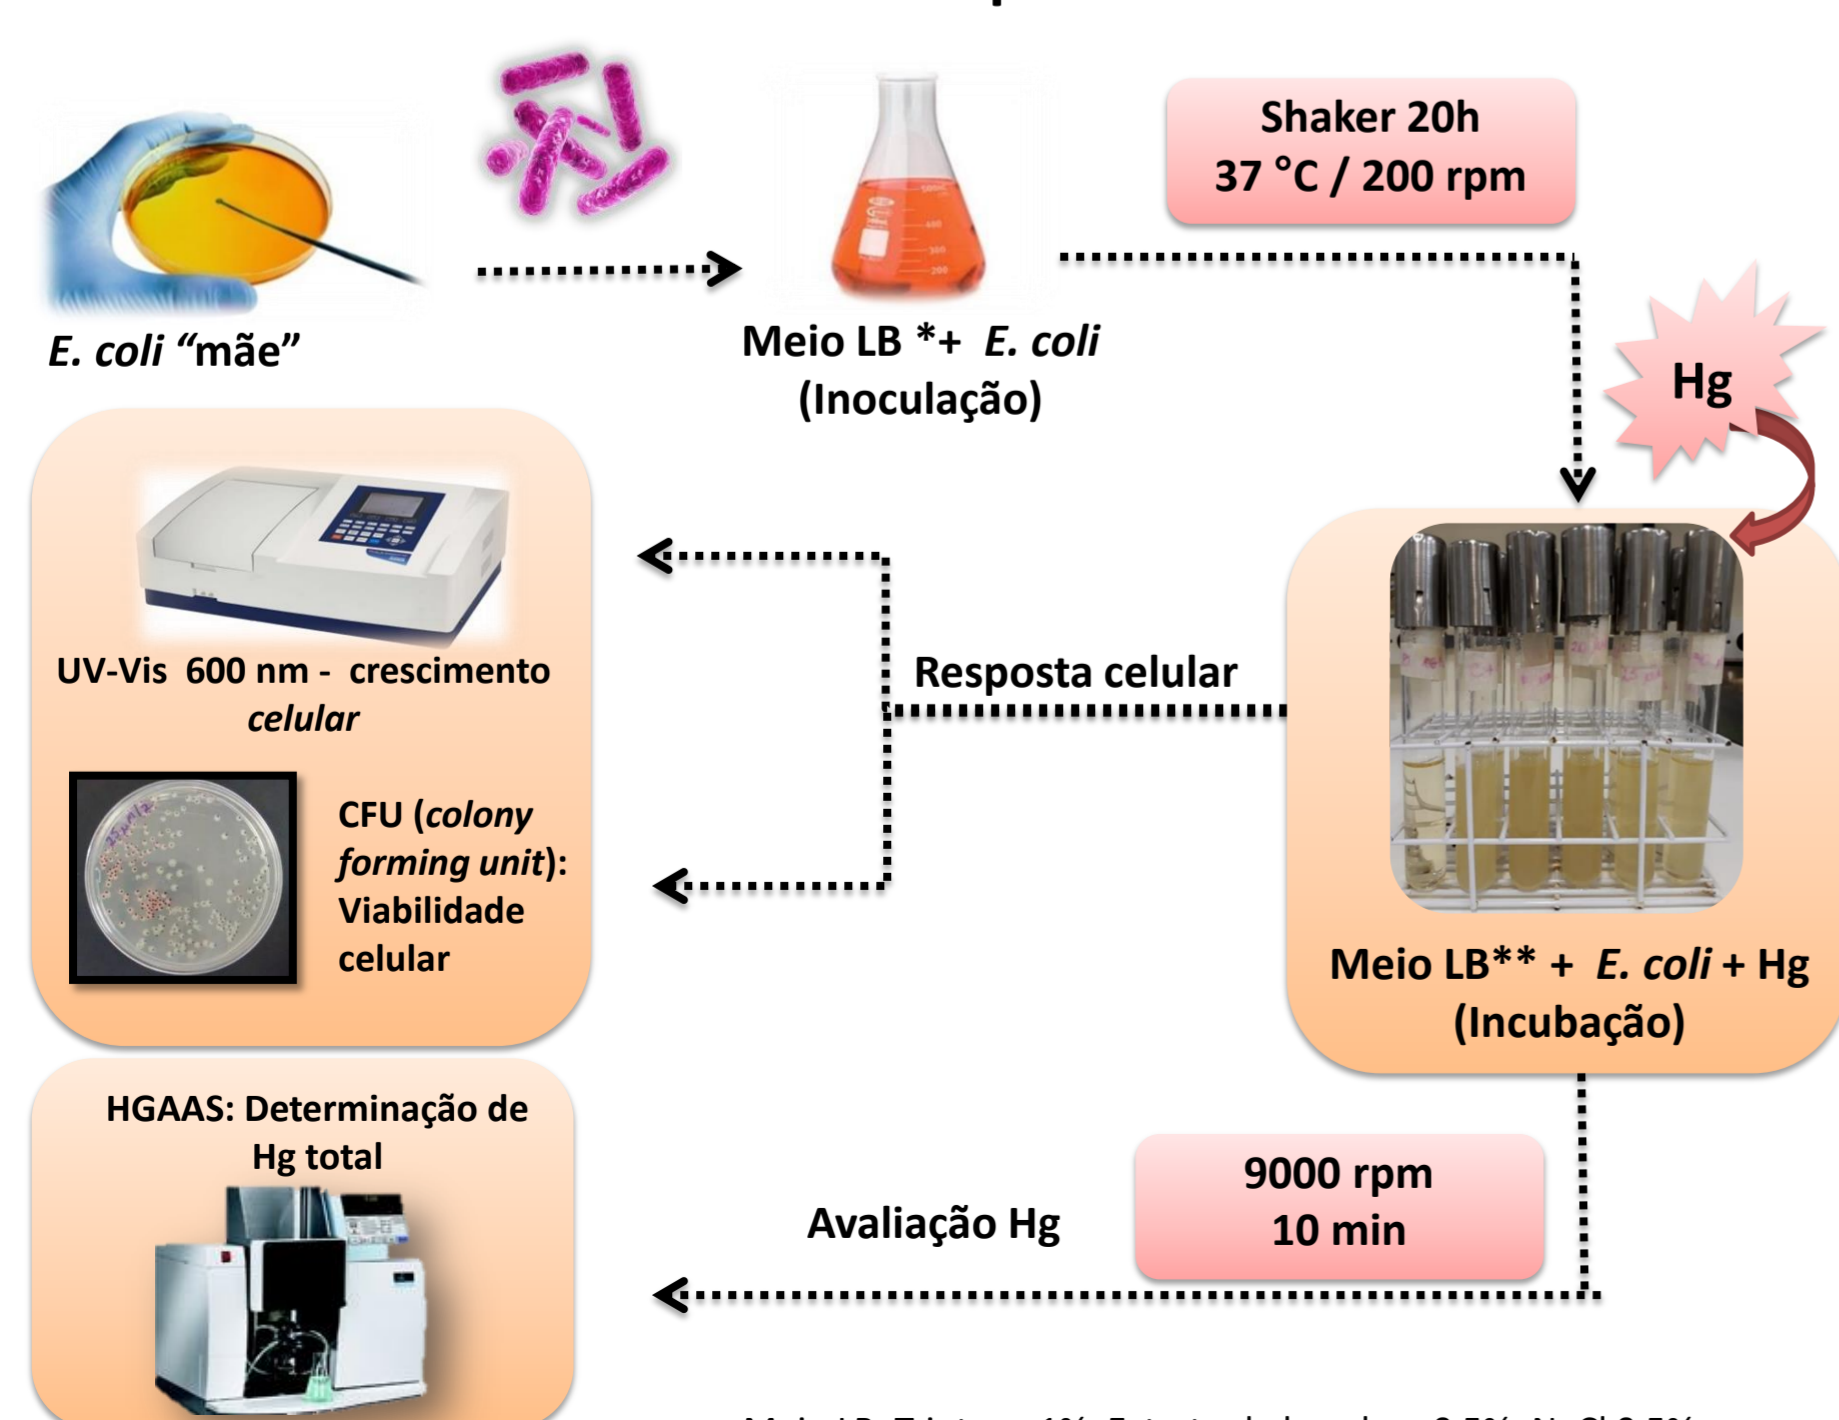 Shaker 20h
37 °C / 200 rpm
Hg
E. coli “mãe”
Meio LB *+ E. coli
(Inoculação)
UV-Vis 600 nm - crescimento
celular
CFU (colony
forming unit):
Viabilidade
celular
Resposta celular
Meio LB** + E. coli + Hg
(Incubação)
HGAAS: Determinação de
Hg total
Avaliação Hg
9000 rpm
10 min